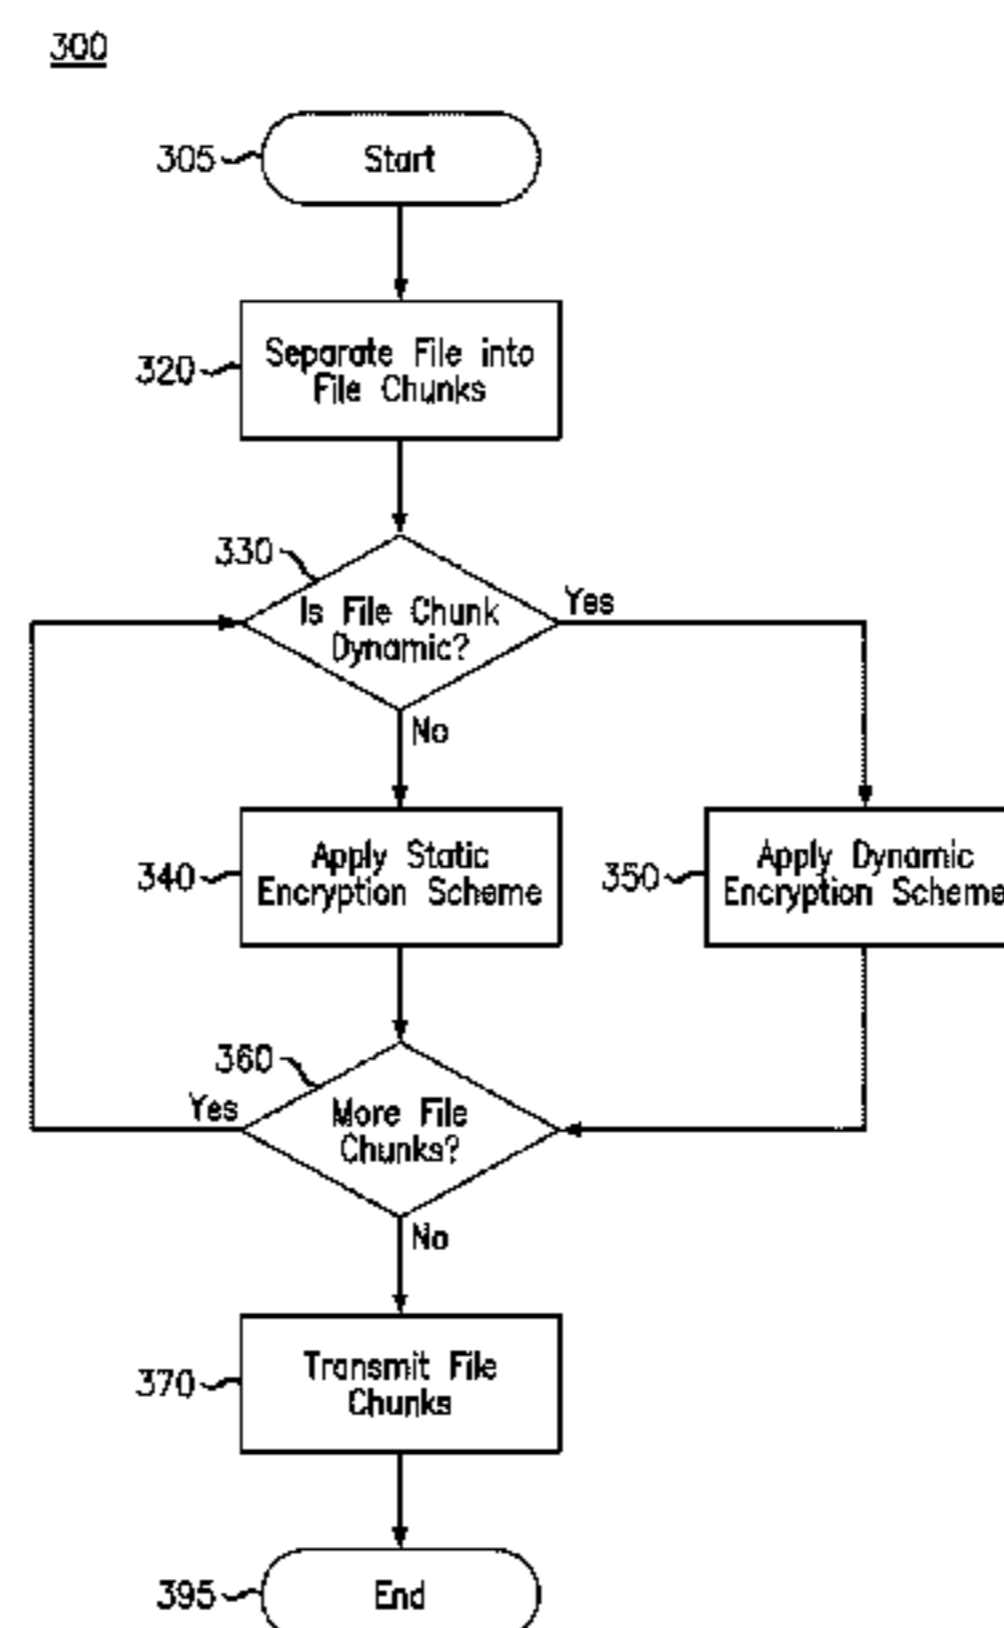 300
305
Start
320
Separate File into
File Chunks
330
Is File Chunk
Dynamic?
Yes
No
340
Apply Static
Encryption Scheme
350
Apply Dynamic
Encryption Scheme
360
Yes
More File
Chunks?
No
370
Transmit File
Chunks
395
End